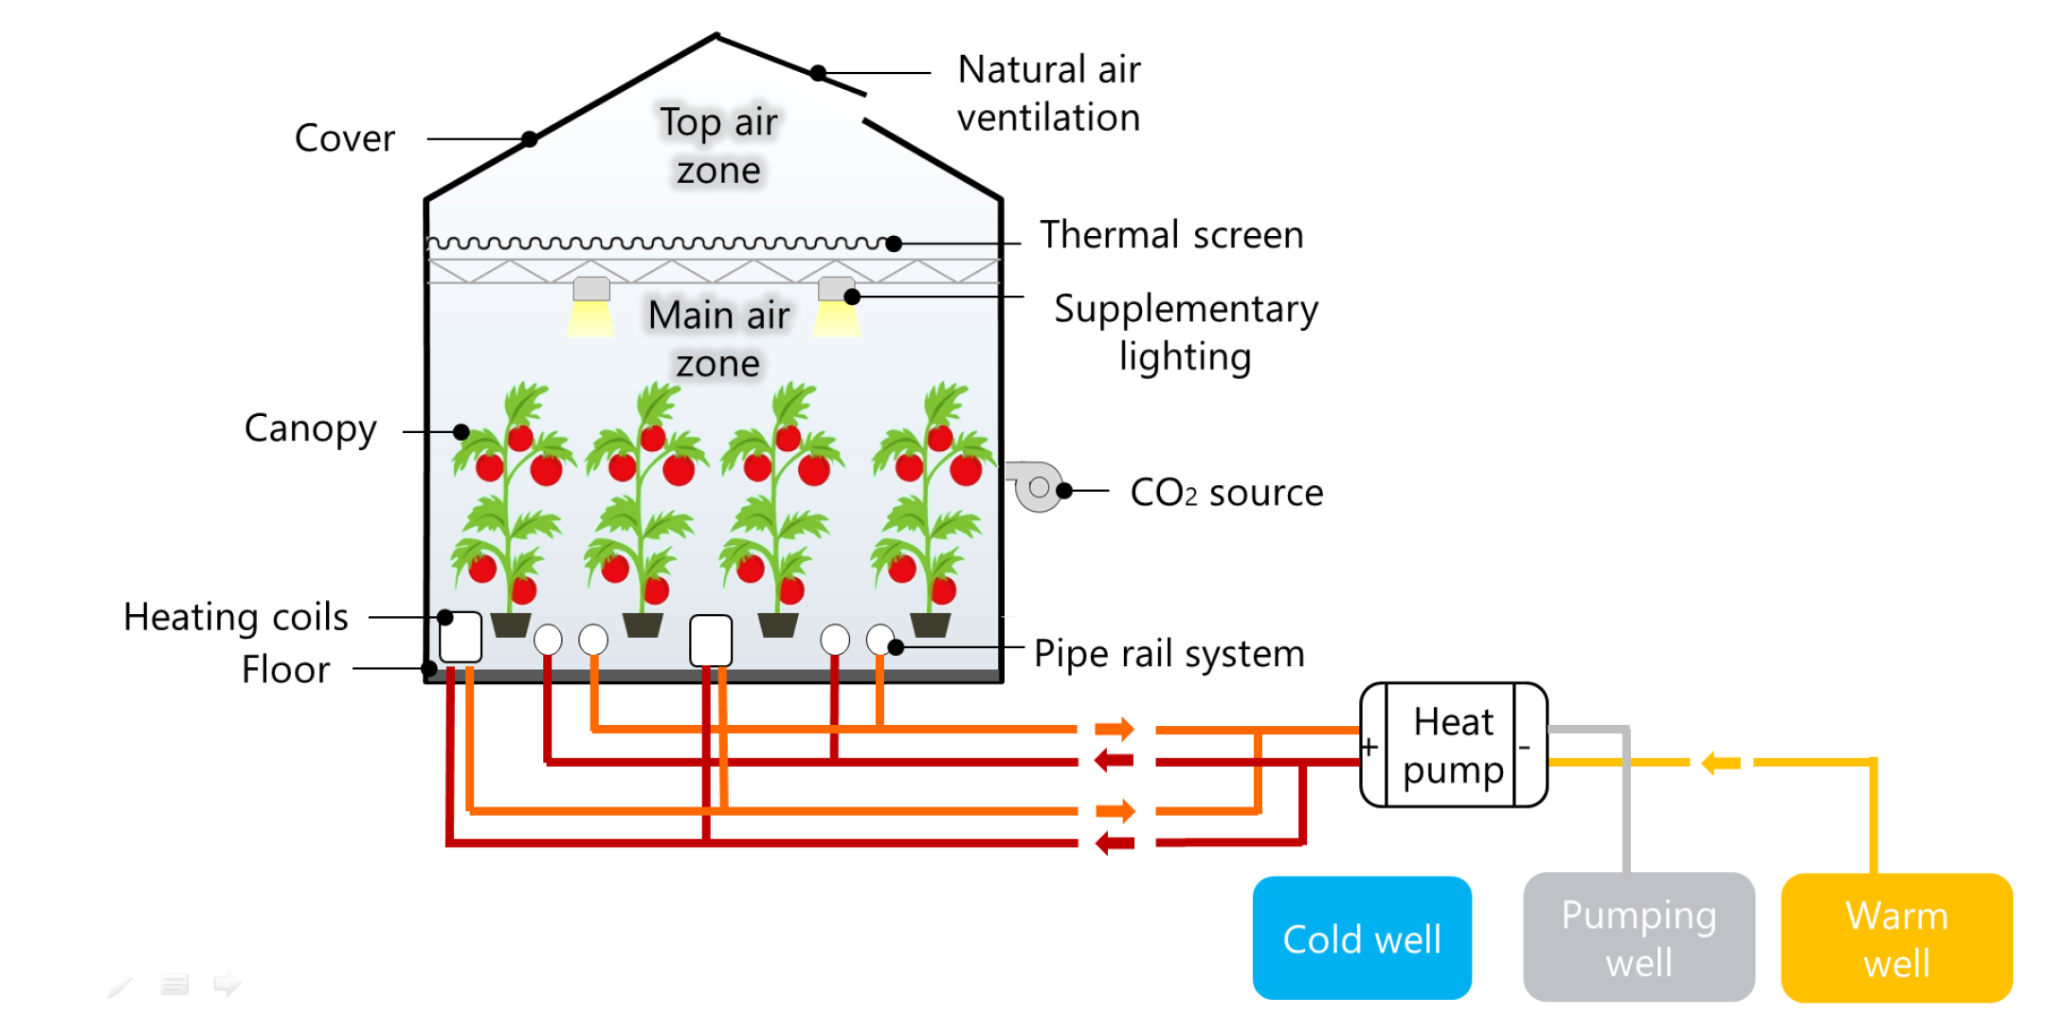 Natural air
ventilation
Cover
Top air
zone
Thermal screen
Supplementary
lighting
Main air
zone
Canopy
CO₂ source
Heating coils
Floor
Pipe rail system
+
Heat
pump
-
Cold well
Pumping
well
Warm
well